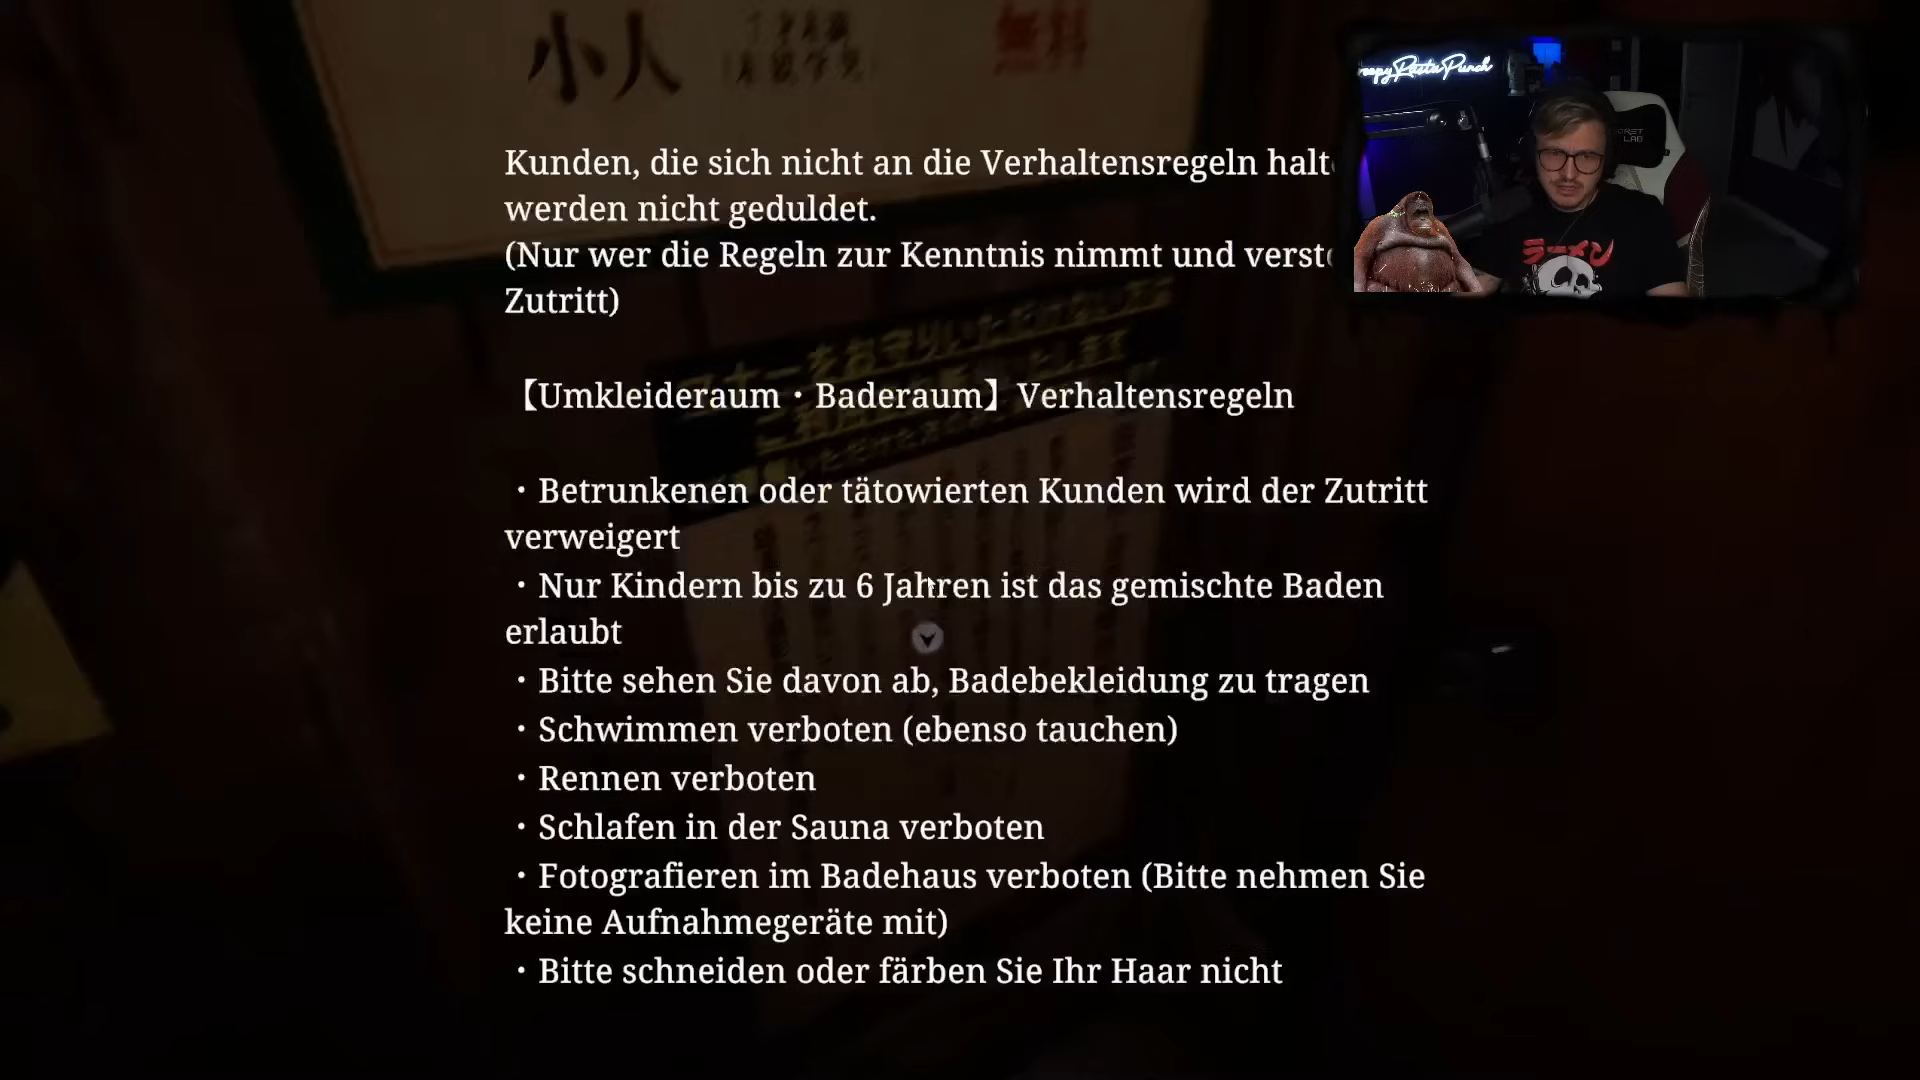 小人
無料
Kunden, die sich nicht an die Verhaltensregeln
werden nicht geduldet.
(Nur wer die Regeln zur Kenntnis nimmt und
Zutritt)
【Umkleideraum・Baderaum】Verhaltensregeln
・Betrunkenen oder tätowierten Kunden wird der Zutritt
verweigert
・Nur Kindern bis zu 6 Jahren ist das gemischte Baden
erlaubt
・Bitte sehen Sie davon ab, Badebekleidung zu tragen
・Schwimmen verboten (ebenso tauchen)
・Rennen verboten
・Schlafen in der Sauna verboten
・Fotografieren im Badehaus verboten (Bitte nehmen Sie
keine Aufnahmegeräte mit)
・Bitte schneiden oder färben Sie Ihr Haar nicht
ラーメン